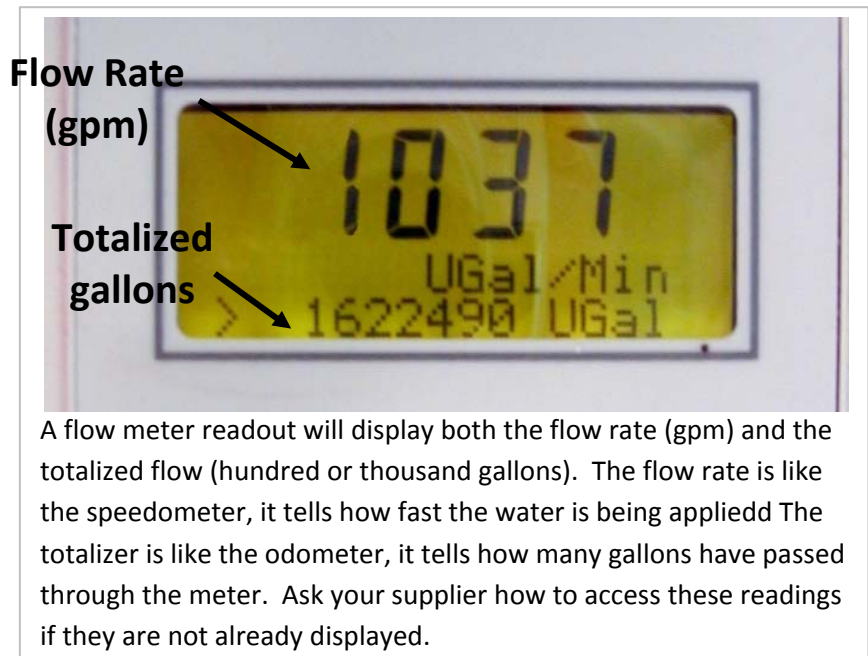 Flow Rate
(gpm)
1037
Totalized
gallons
UGal/Min
> 1622490 UGal
A flow meter readout will display both the flow rate (gpm) and the
totalized flow (hundred or thousand gallons). The flow rate is like
the speedometer, it tells how fast the water is being appliedd The
totalizer is like the odometer, it tells how many gallons have passed
through the meter. Ask your supplier how to access these readings
if they are not already displayed.